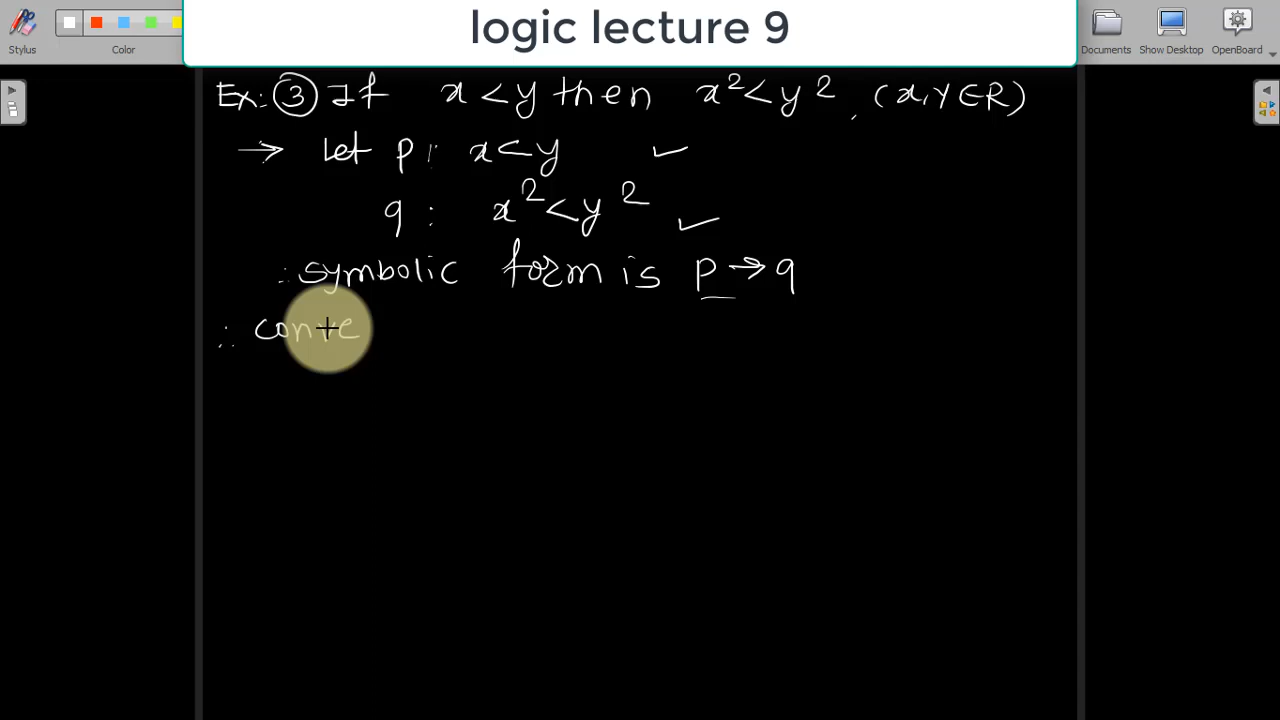 logic lecture 9
Stylus
Color
Documents
Show Desktop
OpenBoard
Ex: ③ If x < y then x² < y², (x, y ∈ R)
→ Let p: x < y ✓
q: x² < y² ✓
∴ symbolic form is p → q
∴ conve